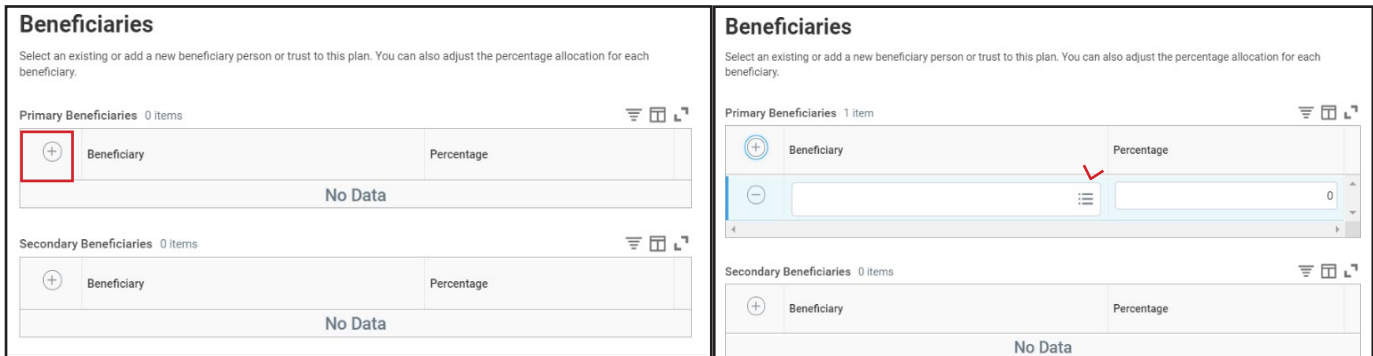 Beneficiaries
Select an existing or add a new beneficiary person or trust to this plan. You can also adjust the percentage allocation for each
beneficiary.
Primary Beneficiaries 0 items
Beneficiary Percentage
No Data
Secondary Beneficiaries 0 items
Beneficiary Percentage
No Data
Beneficiaries
Select an existing or add a new beneficiary person or trust to this plan. You can also adjust the percentage allocation for each
beneficiary.
Primary Beneficiaries 1 item
Beneficiary Percentage
0
Secondary Beneficiaries 0 items
Beneficiary Percentage
No Data